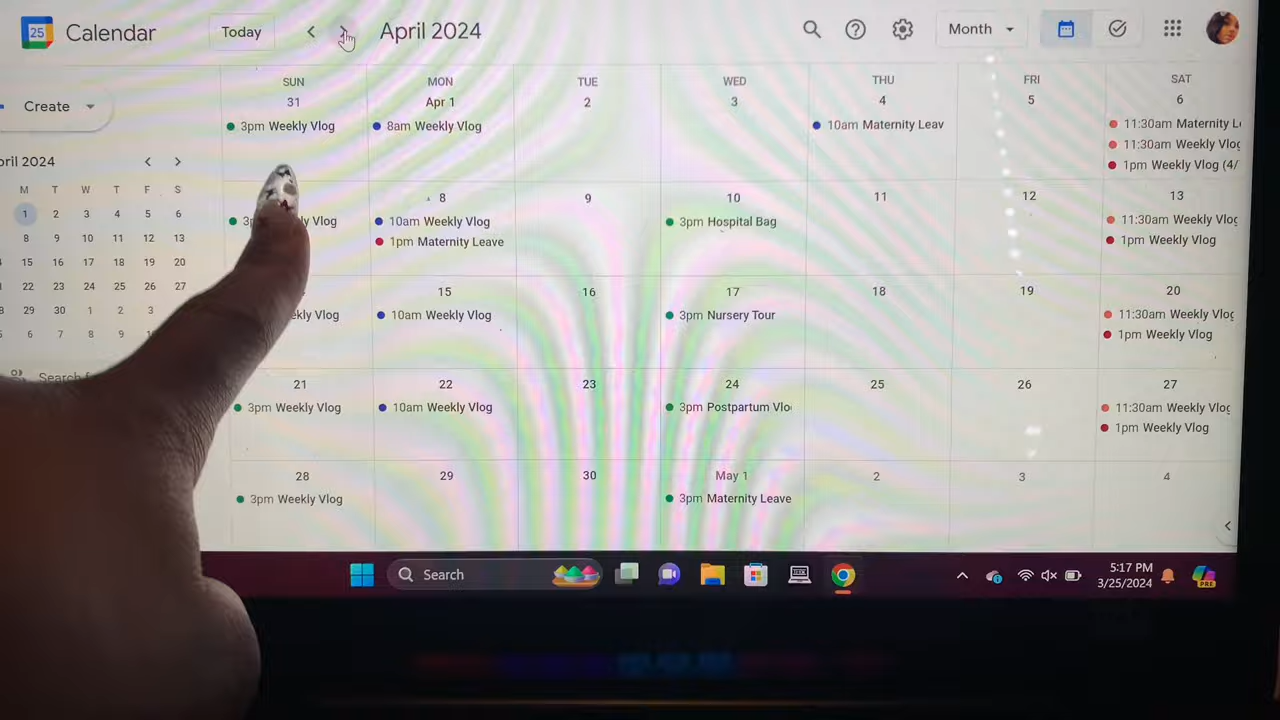 25 Calendar Today April 2024 Month
Create
SUN MON TUE WED THU FRI SAT
31 Apr 1 2 3 4 5 6
3pm Weekly Vlog 8am Weekly Vlog 10am Maternity Leav 11:30am Maternity L
11:30am Weekly Vlog
1pm Weekly Vlog (4/
ril 2024
M T W T F S
1 2 3 4 5 6
8 9 10 11 12 13
15 16 17 18 19 20
22 23 24 25 26 27
29 30 1 2 3
6 7 8 9
Search f
8 9 10 11 12 13
Vlog 10am Weekly Vlog 3pm Hospital Bag 11:30am Weekly Vlog
1pm Maternity Leave 1pm Weekly Vlog
15 16 17 18 19 20
ekly Vlog 10am Weekly Vlog 3pm Nursery Tour 11:30am Weekly Vlog
1pm Weekly Vlog
21 22 23 24 25 26 27
3pm Weekly Vlog 10am Weekly Vlog 3pm Postpartum Vlo 11:30am Weekly Vlog
1pm Weekly Vlog
28 29 30 May 1 2 3 4
3pm Weekly Vlog 3pm Maternity Leave
Search
5:17 PM
3/25/2024
PRE